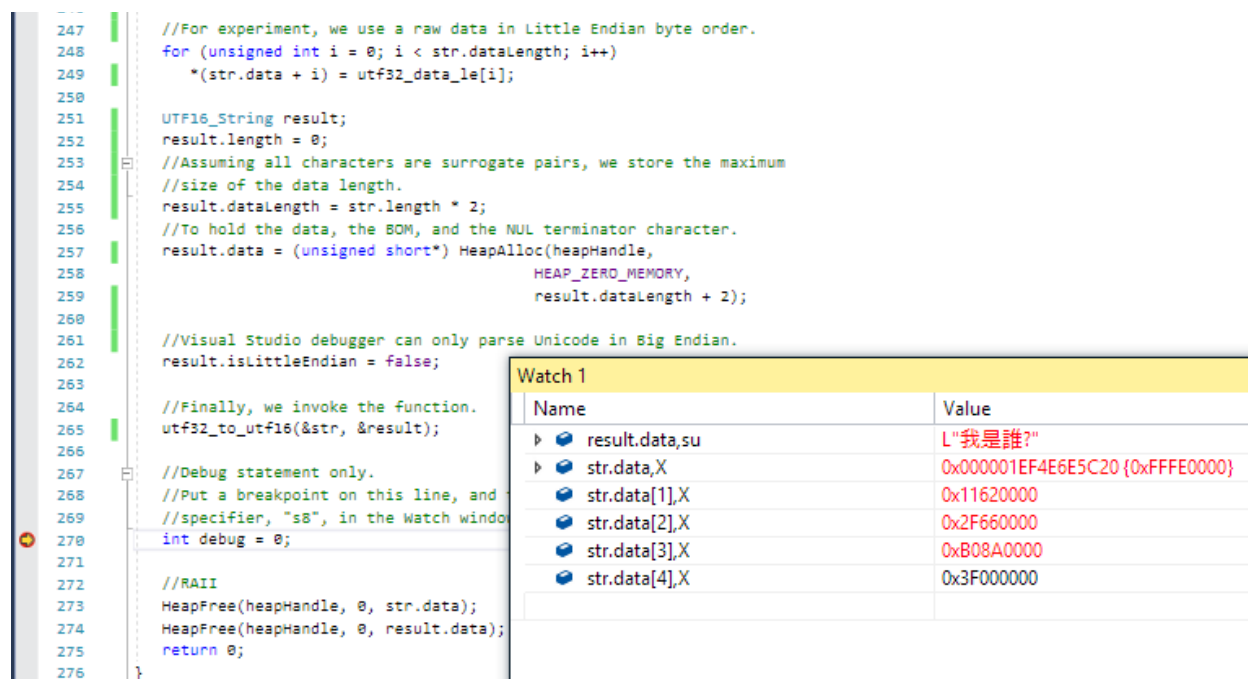 247 //For experiment, we use a raw data in Little Endian byte order.
248 for (unsigned int i = 0; i < str.dataLength; i++)
249 *(str.data + i) = utf32_data_le[i];
250
251 UTF16_String result;
252 result.length = 0;
253 //Assuming all characters are surrogate pairs, we store the maximum
254 //size of the data length.
255 result.dataLength = str.length * 2;
256 //To hold the data, the BOM, and the NUL terminator character.
257 result.data = (unsigned short*) HeapAlloc(heapHandle,
258 HEAP_ZERO_MEMORY,
259 result.dataLength + 2);
260
261 //Visual Studio debugger can only parse Unicode in Big Endian.
262 result.isLittleEndian = false;
263
264 //Finally, we invoke the function.
265 utf32_to_utf16(&str, &result);
266
267 //Debug statement only.
268 //Put a breakpoint on this line, and
269 //specifier, "s8", in the Watch windo
270 int debug = 0;
271
272 //RAII
273 HeapFree(heapHandle, 0, str.data);
274 HeapFree(heapHandle, 0, result.data);
275 return 0;
276 }
Watch 1
Name Value
result.data,su L"我是誰?"
str.data,X 0x000001EF4E6E5C20 {0xFFFE0000}
str.data[1],X 0x11620000
str.data[2],X 0x2F660000
str.data[3],X 0xB08A0000
str.data[4],X 0x3F000000